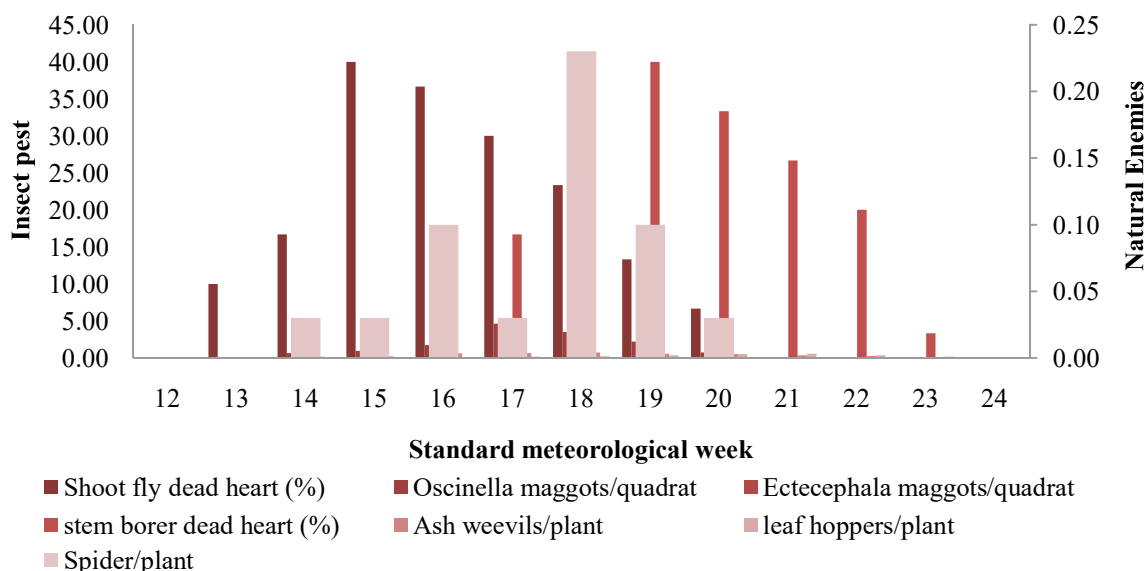 45.00
40.00
35.00
30.00
25.00
20.00
15.00
10.00
5.00
0.00
Insect pest
0.25
0.20
0.15
0.10
0.05
0.00
Natural Enemies
12 13 14 15 16 17 18 19 20 21 22 23 24
Standard meteorological week
Shoot fly dead heart (%) Oscinella maggots/quadrat Ectecephala maggots/quadrat
stem borer dead heart (%) Ash weevils/plant leaf hoppers/plant
Spider/plant